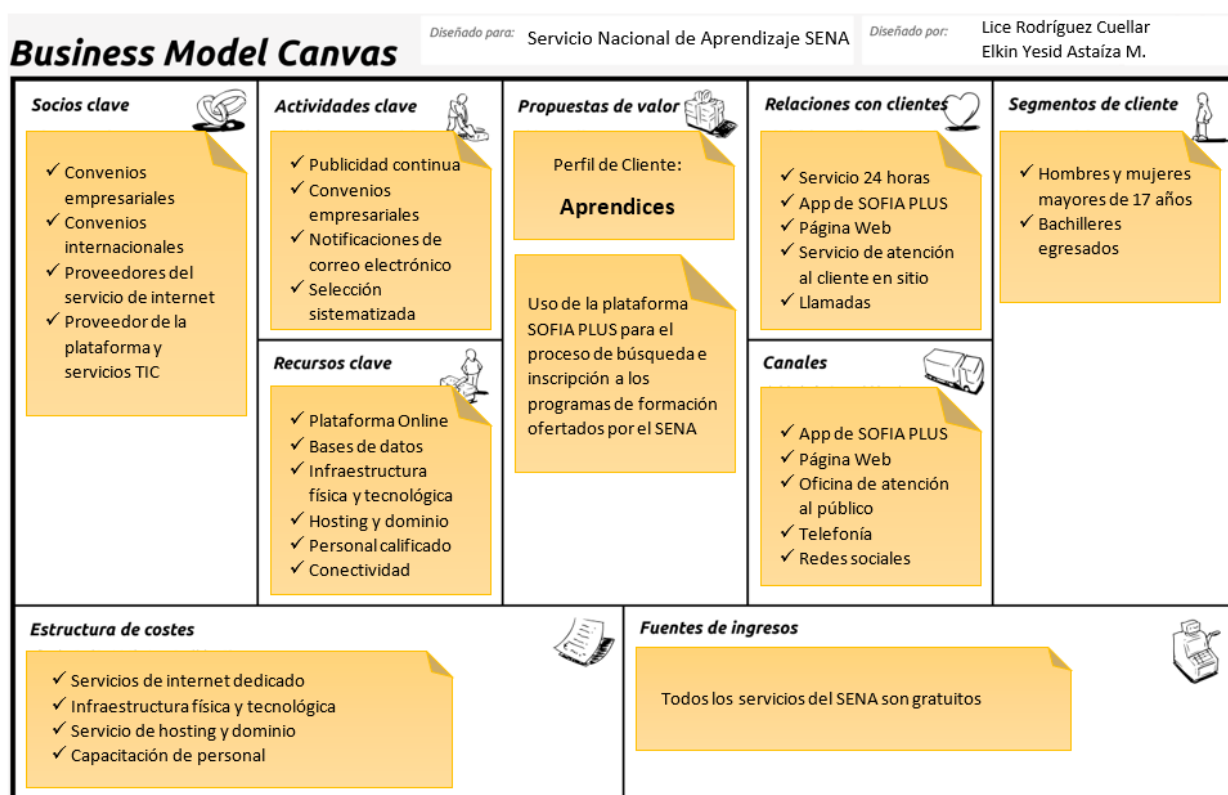 Business Model Canvas
Diseñado para: Servicio Nacional de Aprendizaje SENA
Diseñado por: Lice Rodríguez Cuellar
Elkin Yesid Astaíza M.
Socios clave
✓ Convenios
empresariales
✓ Convenios
internacionales
✓ Proveedores del
servicio de internet
✓ Proveedor de la
plataforma y
servicios TIC
Actividades clave
✓ Publicidad continua
✓ Convenios
empresariales
✓ Notificaciones de
correo electrónico
✓ Selección
sistematizada
Recursos clave
✓ Plataforma Online
✓ Bases de datos
✓ Infraestructura
física y tecnológica
✓ Hosting y dominio
✓ Personal calificado
✓ Conectividad
Propuestas de valor
Perfil de Cliente:
Aprendices
Uso de la plataforma
SOFIA PLUS para el
proceso de búsqueda e
inscripción a los
programas de formación
ofertados por el SENA
Relaciones con clientes
✓ Servicio 24 horas
✓ App de SOFIA PLUS
✓ Página Web
✓ Servicio de atención
al cliente en sitio
✓ Llamadas
Canales
✓ App de SOFIA PLUS
✓ Página Web
✓ Oficina de atención
al público
✓ Telefonía
✓ Redes sociales
Segmentos de cliente
✓ Hombres y mujeres
mayores de 17 años
✓ Bachilleres
egresados
Estructura de costes
✓ Servicios de internet dedicado
✓ Infraestructura física y tecnológica
✓ Servicio de hosting y dominio
✓ Capacitación de personal
Fuentes de ingresos
Todos los servicios del SENA son gratuitos